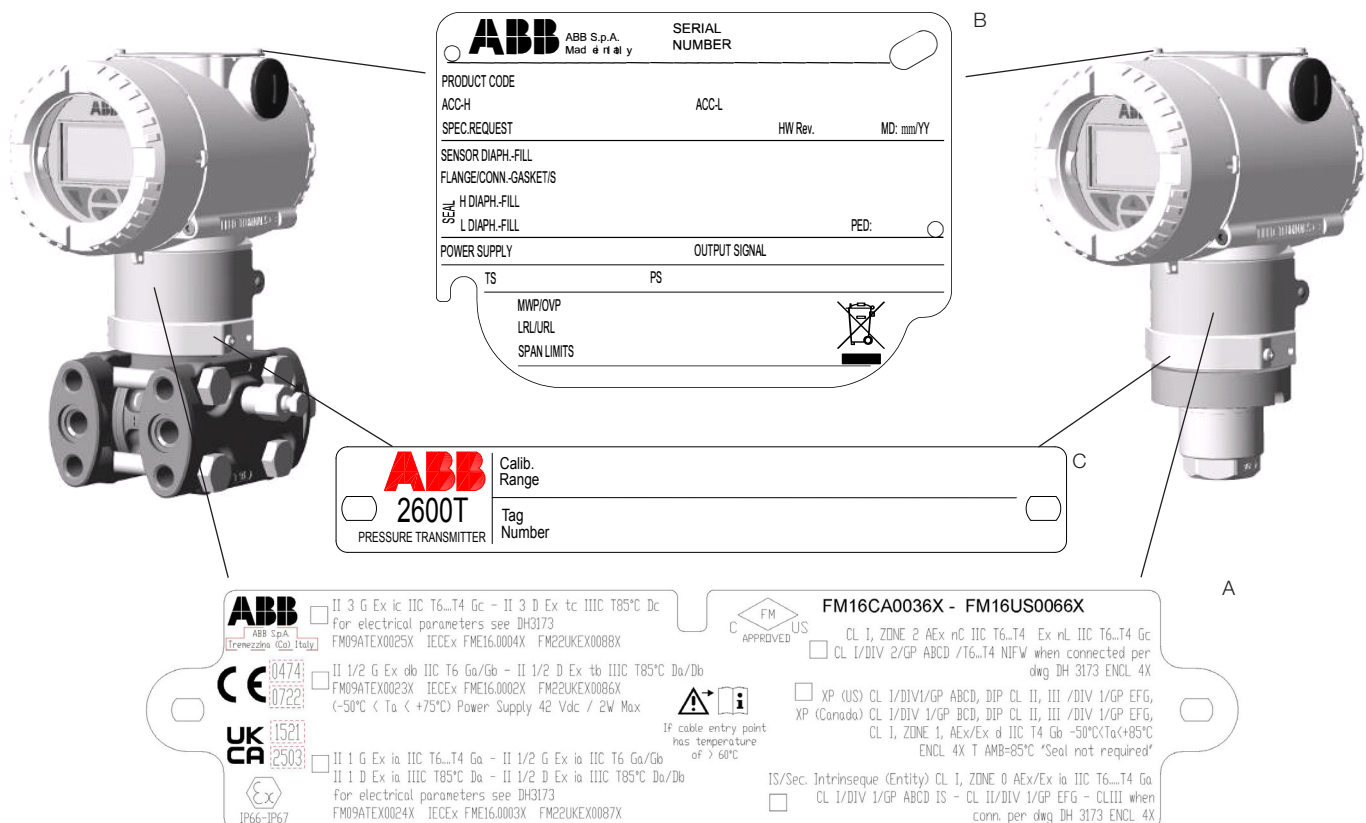 B
ABB
ABB S.p.A.
SERIAL
NUMBER
PRODUCT CODE
ACC-H ACC-L
SPEC.REQUEST HW Rev. MD: mm/YY
SENSOR DIAPH.-FILL
FLANGE/CONN.-GASKET/S
SEAL
H DIAPH.-FILL
L DIAPH.-FILL PED:
POWER SUPPLY OUTPUT SIGNAL
TS PS
MWP/OVP
LRL/URL
SPAN LIMITS
ABB
ABB
C
ABB
2600T
PRESSURE TRANSMITTER
Calib.
Range
Tag
Number
A
ABB
ABB S.p.A.
Tremezzina (Co) Italy
CE
0474
0722
UK
CA
1521
2503
Ex
IP66-IP67
II 3 G Ex ic IIC T6...T4 Gc - II 3 D Ex tc IIIC T85°C Dc
for electrical parameters see DH3173
FM09ATEX0025X IECEx FME16.0004X FM22UKEX0088X
II 1/2 G Ex db IIC T6 Ga/Gb - II 1/2 D Ex tb IIIC T85°C Da/Db
FM09ATEX0023X IECEx FME16.0002X FM22UKEX0086X
(-50°C < Ta < +75°C) Power Supply 42 Vdc / 2W Max
II 1 G Ex ia IIC T6...T4 Ga - II 1/2 G Ex ia IIC T6 Ga/Gb
II 1 D Ex ia IIIC T85°C Da - II 1/2 D Ex ia IIIC T85°C Da/Db
for electrical parameters see DH3173
FM09ATEX0024X IECEx FME16.0003X FM22UKEX0087X
i
If cable entry point
has temperature
of > 60°C
FM
C US
APPROVED
FM16CA0036X - FM16US0066X
CL I, ZONE 2 AEx nC IIC T6...T4 Ex nL IIC T6...T4 Gc
CL I/DIV 2/GP ABCD /T6...T4 NIFW when connected per
dwg DH 3173 ENCL 4X
XP (US) CL I/DIV1/GP ABCD, DIP CL II, III /DIV 1/GP EFG,
XP (Canada) CL I/DIV 1/GP BCD, DIP CL II, III /DIV 1/GP EFG,
CL I, ZONE 1, AEx/Ex d IIC T4 Gb -50°C<Ta<+85°C
ENCL 4X T AMB=85°C "Seal not required"
IS/Sec. Intrinseque (Entity) CL I, ZONE 0 AEx/Ex ia IIC T6.....T4 Ga
CL I/DIV 1/GP ABCD IS - CL II/DIV 1/GP EFG - CLIII when
conn. per dwg DH 3173 ENCL 4X